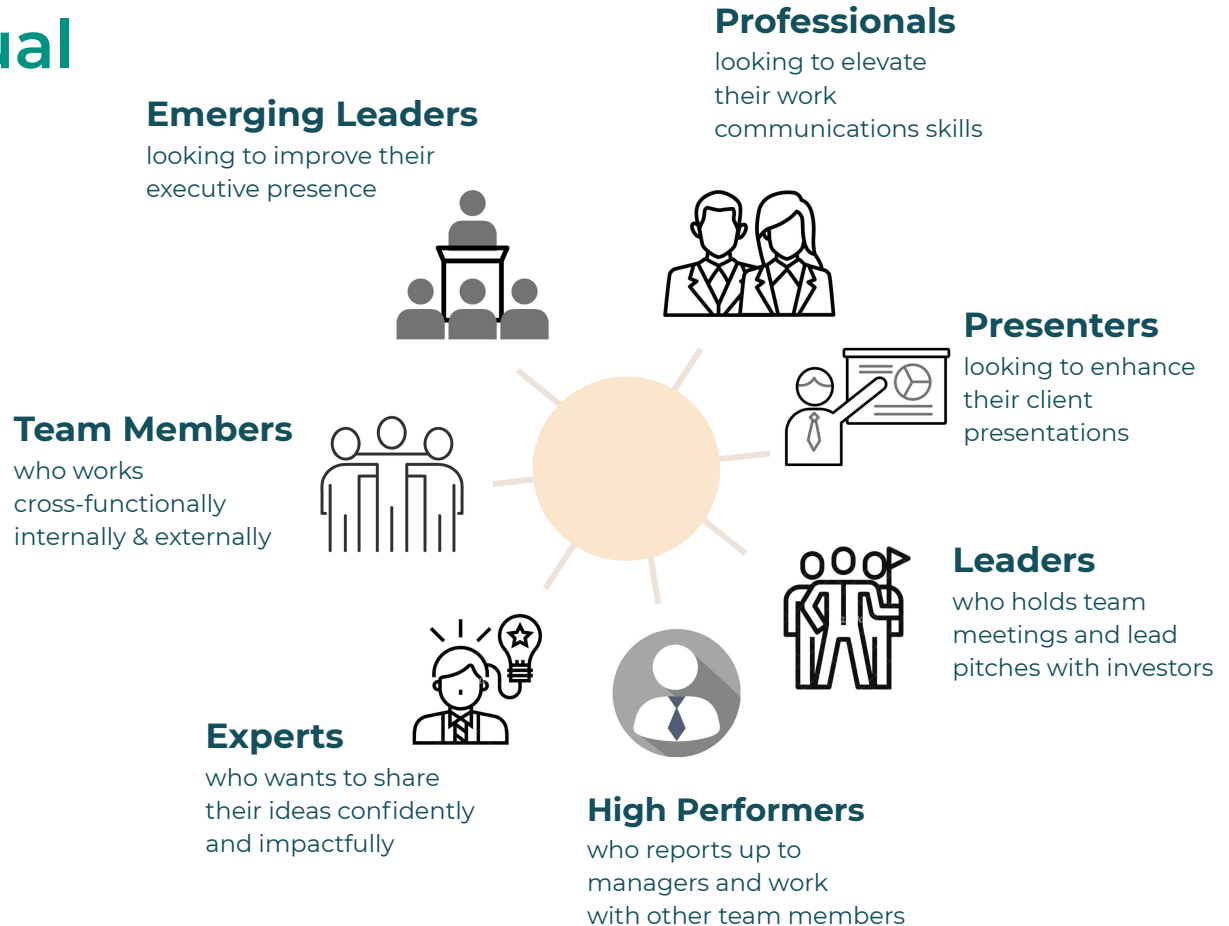 ual
Professionals
looking to elevate
their work
communications skills
Emerging Leaders
looking to improve their
executive presence
Presenters
looking to enhance
their client
presentations
Team Members
who works
cross-functionally
internally & externally
Leaders
who holds team
meetings and lead
pitches with investors
Experts
who wants to share
their ideas confidently
and impactfully
High Performers
who reports up to
managers and work
with other team members